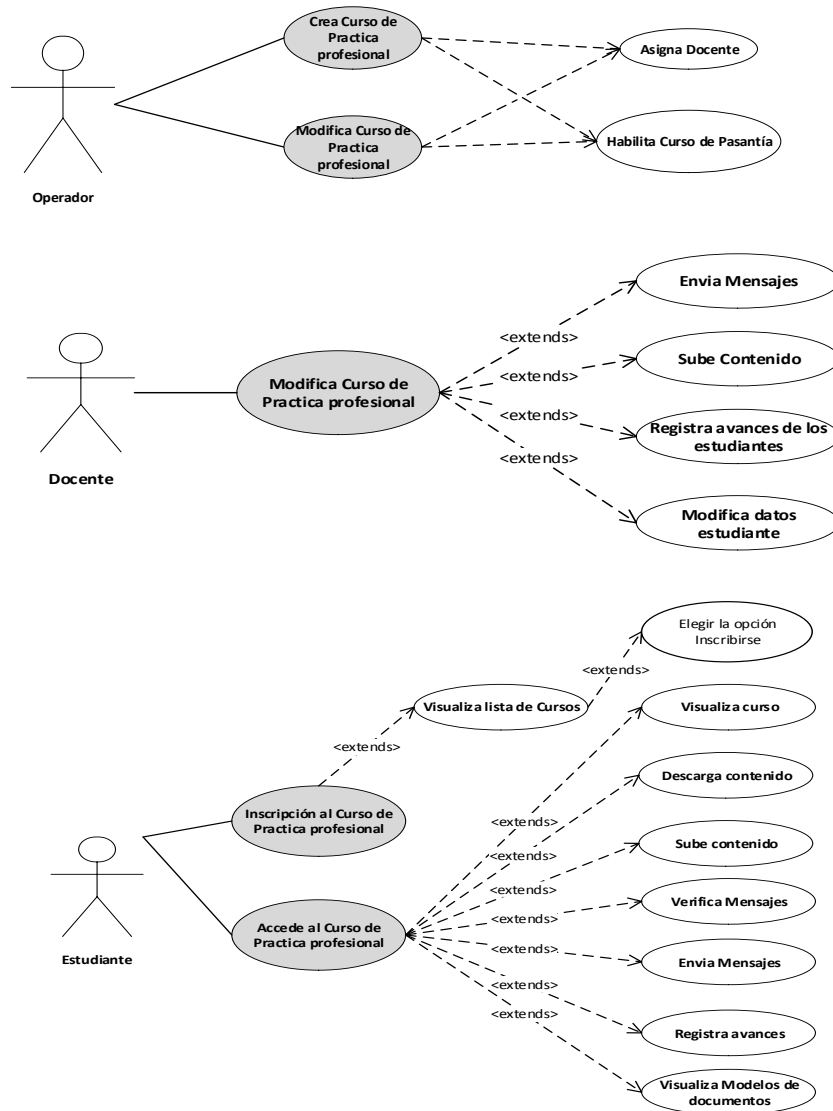 Crea Curso de
Practica
profesional
Asigna Docente
Modifica Curso de
Practica
profesional
Habilita Curso de Pasantía
Operador
Envia Mensajes
<extends>
Sube Contenido
<extends>
Modifica Curso de
Practica profesional
<extends>
Registra avances de los
estudiantes
<extends>
Docente
Modifica datos
estudiante
Elegir la opción
Inscribirse
<extends>
Visualiza lista de Cursos
Visualiza curso
<extends>
Descarga contenido
Inscripción al Curso de
Practica profesional
<extends>
Sube contenido
<extends>
<extends>
Verifica Mensajes
Accede al Curso de
Practica profesional
<extends>
Estudiante
<extends>
Envia Mensajes
<extends>
Registra avances
<extends>
Visualiza Modelos de
documentos